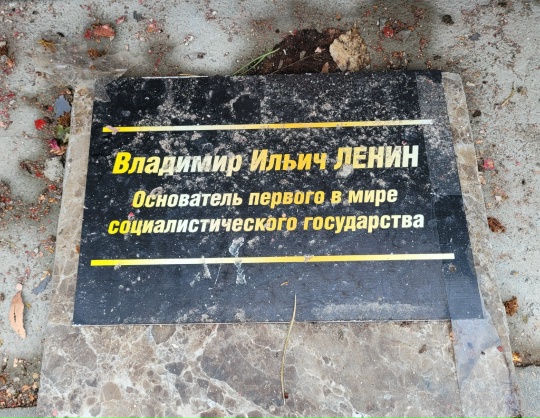 Владимир Ильич ЛЕНИН
Основатель первого в мире
социалистического государства